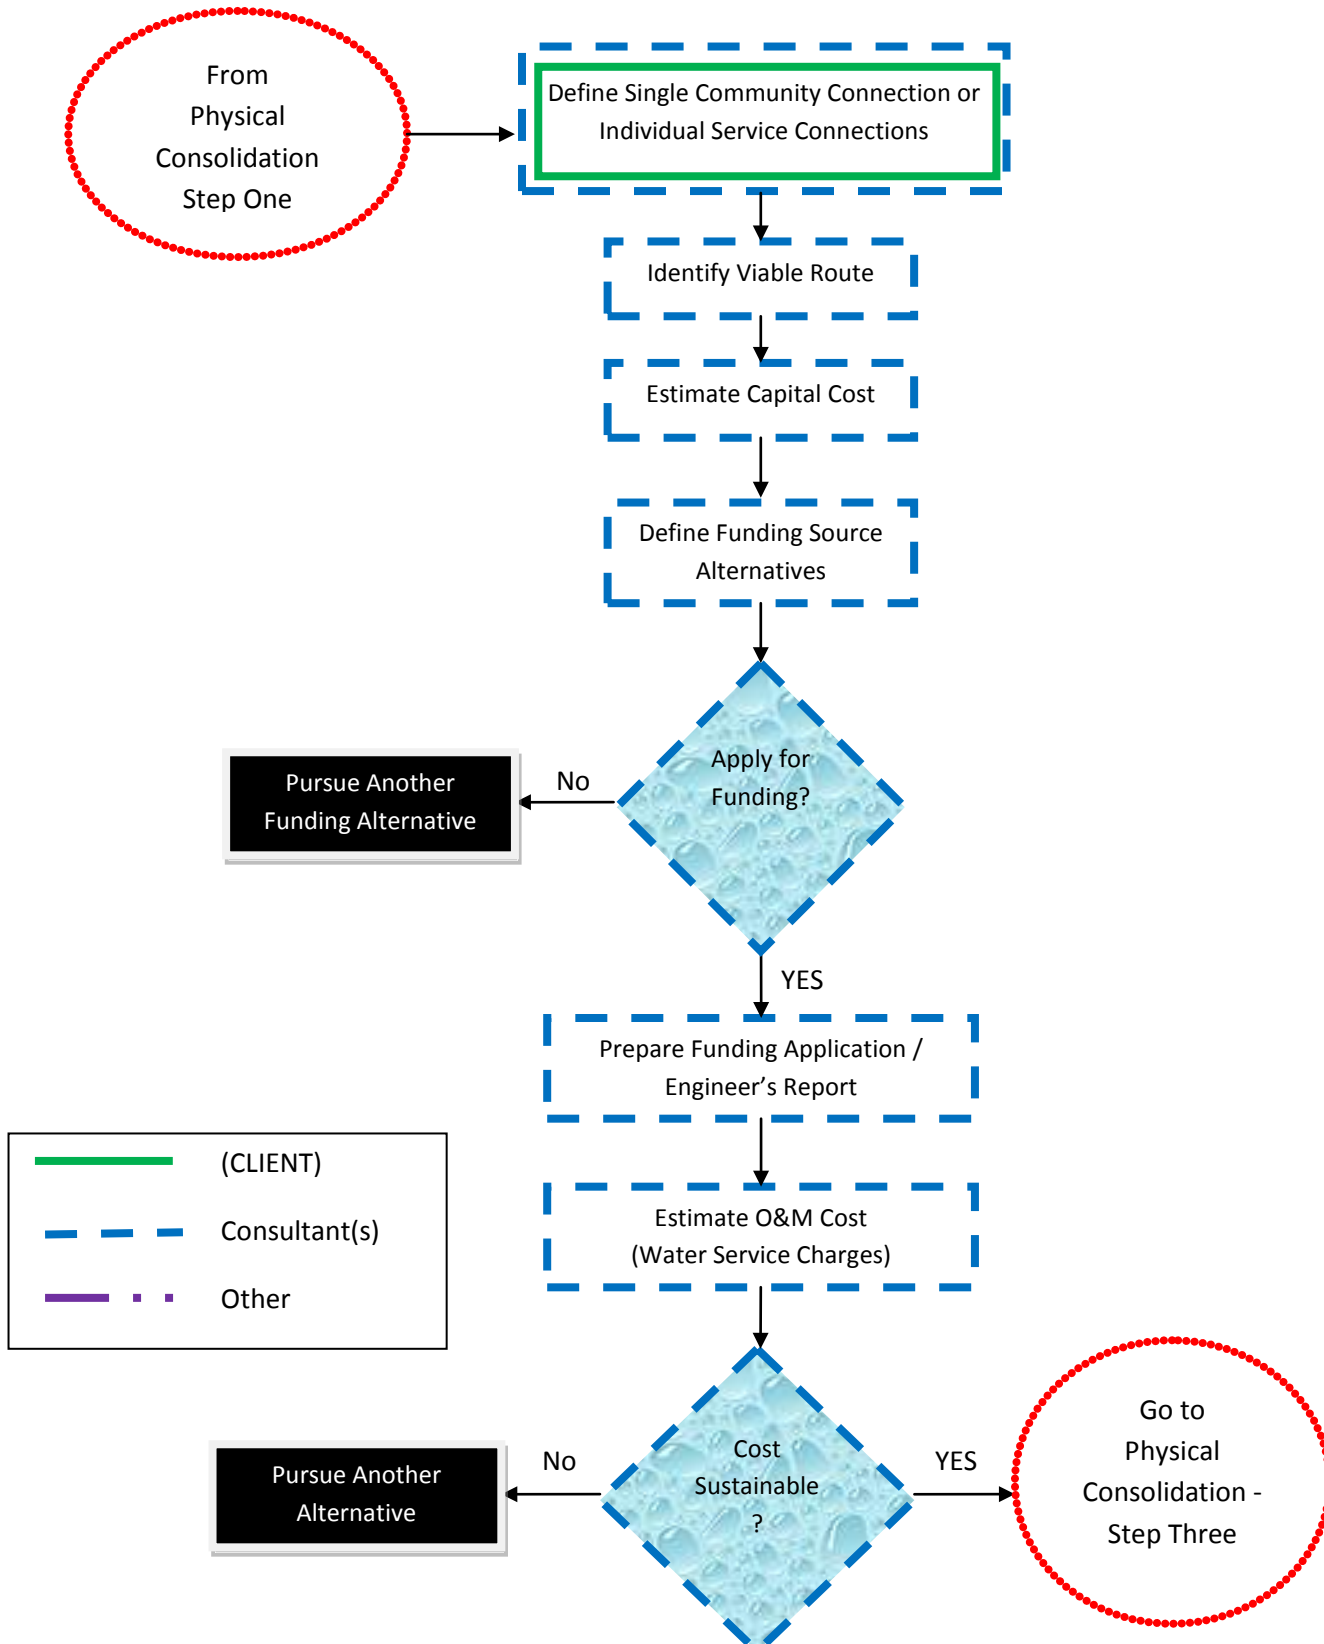 From
Physical
Consolidation
Step One
Define Single Community Connection or
Individual Service Connections
Identify Viable Route
Estimate Capital Cost
Define Funding Source
Alternatives
Apply for
Funding?
No
Pursue Another
Funding Alternative
YES
Prepare Funding Application /
Engineer’s Report
(CLIENT)
Consultant(s)
Other
Estimate O&M Cost
(Water Service Charges)
Cost
Sustainable
?
No
Pursue Another
Alternative
YES
Go to
Physical
Consolidation -
Step Three